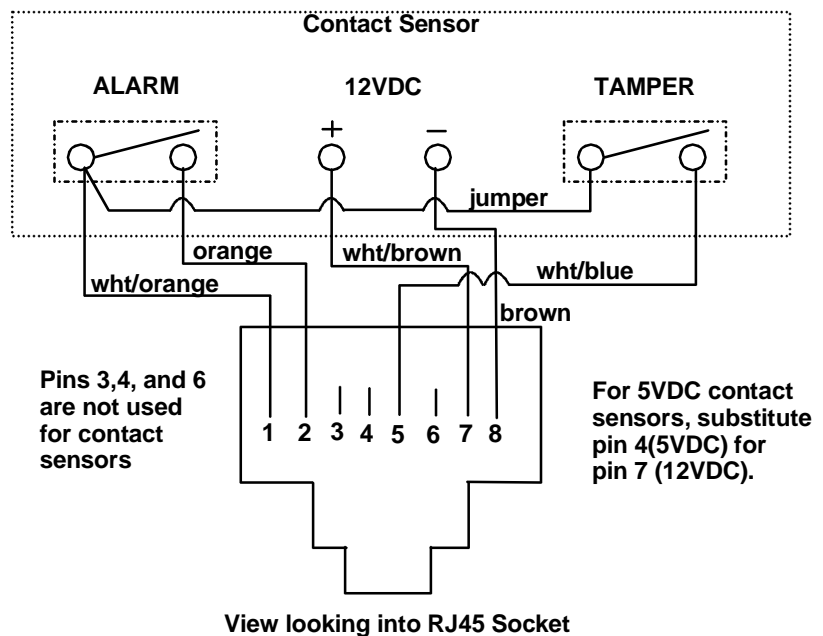 Contact Sensor
ALARM
12VDC
TAMPER
+
–
jumper
orange
wht/brown
wht/orange
wht/blue
brown
Pins 3,4, and 6
are not used
for contact
sensors
1 2 3 4 5 6 7 8
For 5VDC contact
sensors, substitute
pin 4(5VDC) for
pin 7 (12VDC).
View looking into RJ45 Socket